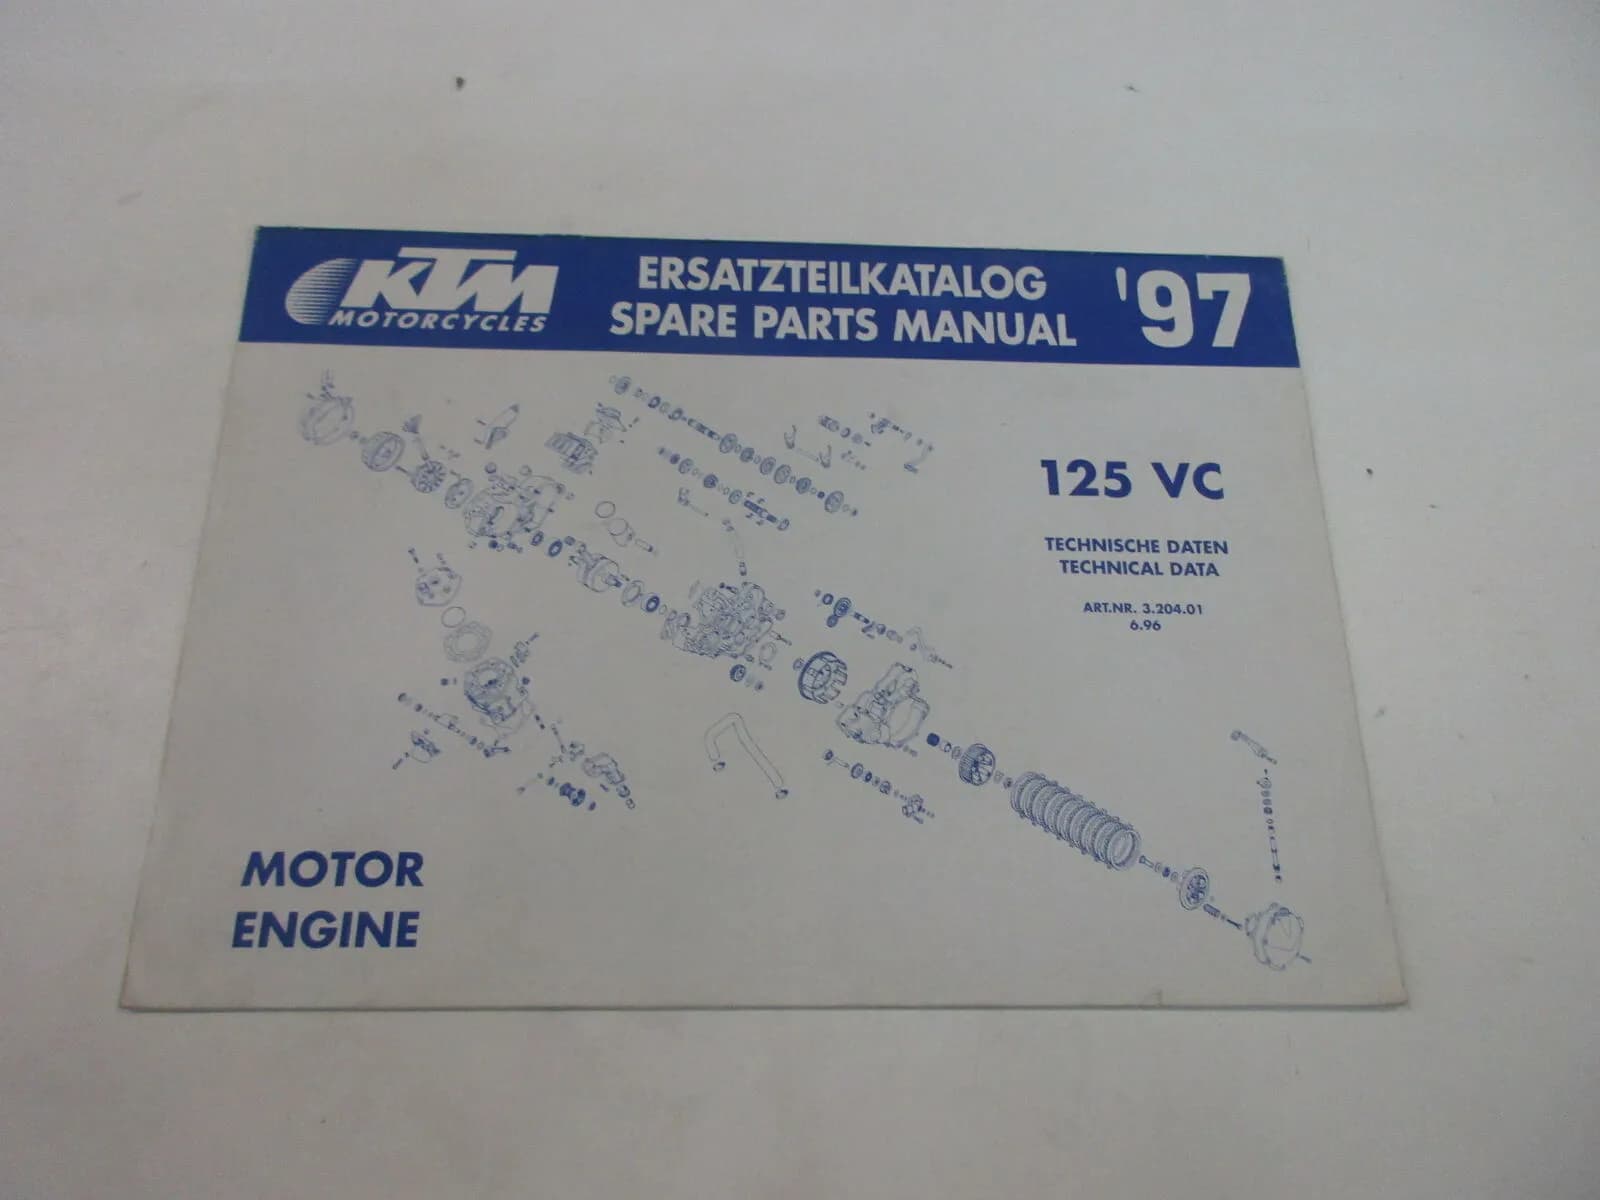 KTM
MOTORCYCLES
ERSATZTEILKATALOG
SPARE PARTS MANUAL
'97
125 VC
TECHNISCHE DATEN
TECHNICAL DATA
ART.NR. 3.204.01
6.96
MOTOR
ENGINE